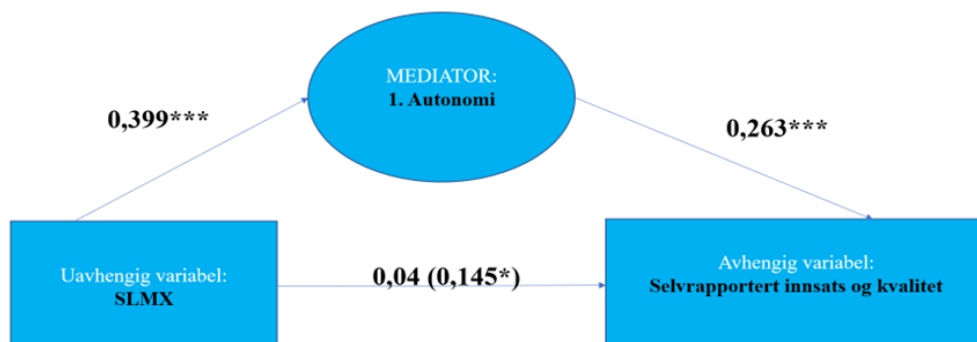 MEDIATOR:
1. Autonomi
0,399***
0,263***
Uavhengig variabel:
SLMX
0,04 (0,145*)
Avhengig variabel:
Selvrapportert innsats og kvalitet